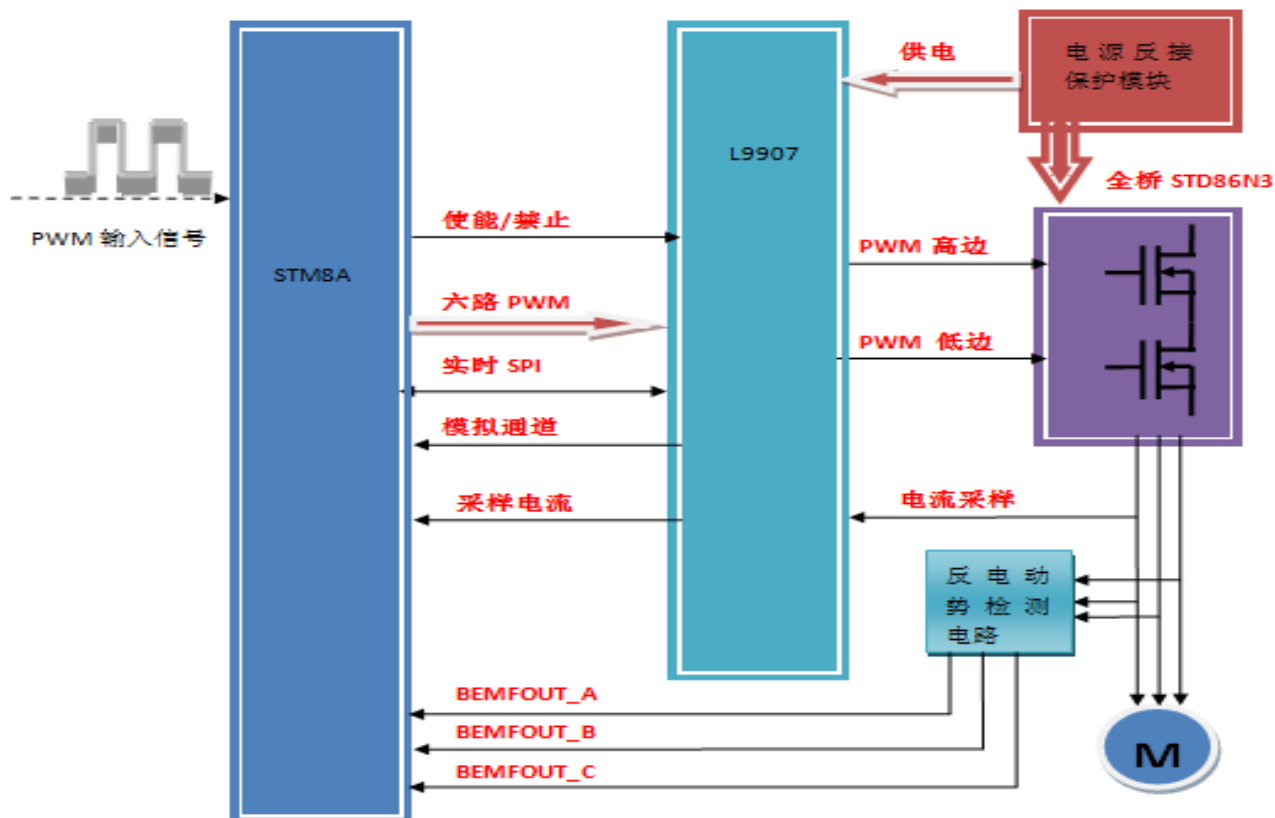 供电
电源反接
保护模块
L9907
全桥 STD86N3
PWM 输入信号
STM8A
使能/禁止
PWM 高边
六路 PWM
PWM 低边
实时 SPI
模拟通道
采样电流
电流采样
反电动
势检测
电路
BEMFOUT_A
BEMFOUT_B
BEMFOUT_C
M